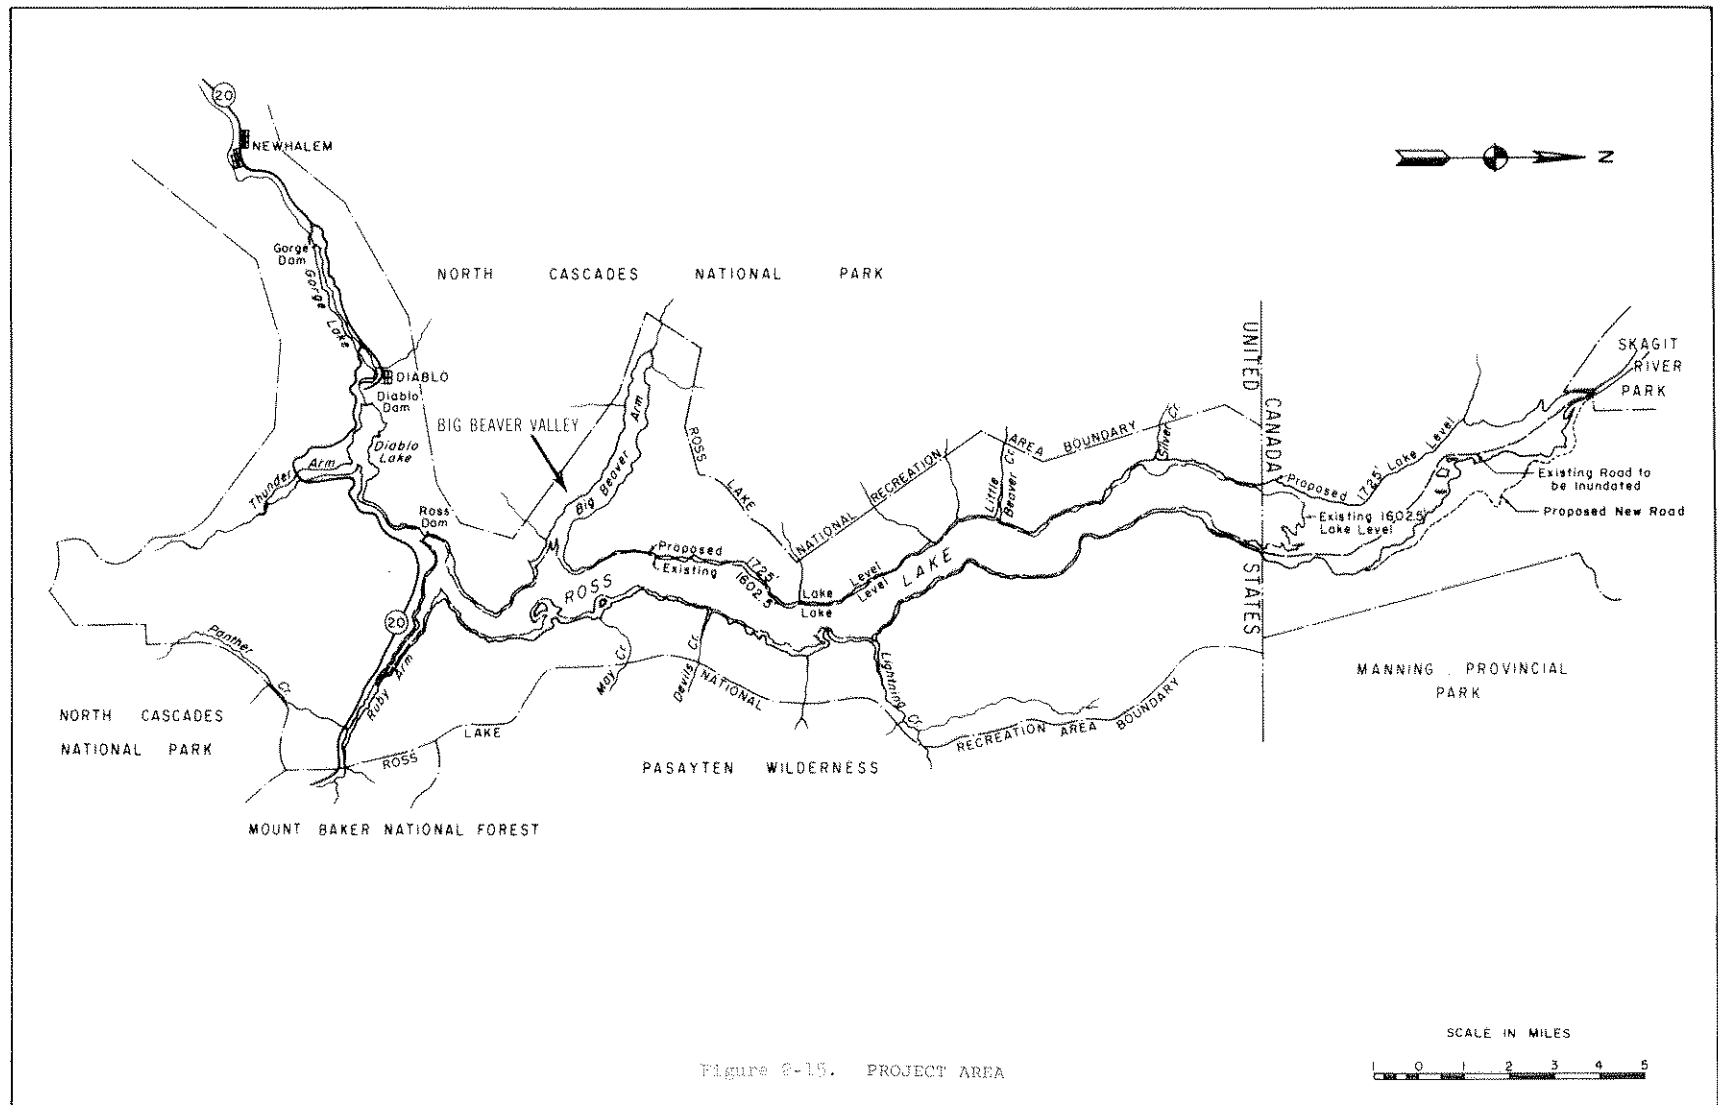 20
NEWHALEM
N
Gorge
Dam
Gorge Lake
NORTH CASCADES NATIONAL PARK
UNITED STATES
CANADA
SKAGIT
RIVER
PARK
DIABLO
Diablo
Dam
BIG BEAVER VALLEY
Diablo
Lake
Thunder Arm
Big Beaver Arm
ROSS LAKE NATIONAL RECREATION AREA BOUNDARY
Silver Cr.
Little
Beaver Cr.
Proposed 1725' Lake Level
Existing Road to
be Inundated
Existing 1602.5'
Lake Level
Proposed New Road
Ross
Dam
Proposed 1725' Lake Level
Existing 1602.5 Lake Level
ROSS LAKE
20
Ruby Arm
Panther Cr.
May Cr.
Devils Cr.
Lightning Cr.
ROSS LAKE NATIONAL RECREATION AREA BOUNDARY
MANNING PROVINCIAL
PARK
NORTH CASCADES
NATIONAL PARK
PASAYTEN WILDERNESS
MOUNT BAKER NATIONAL FOREST
SCALE IN MILES
1 0 1 2 3 4 5
Figure 2-15. PROJECT AREA